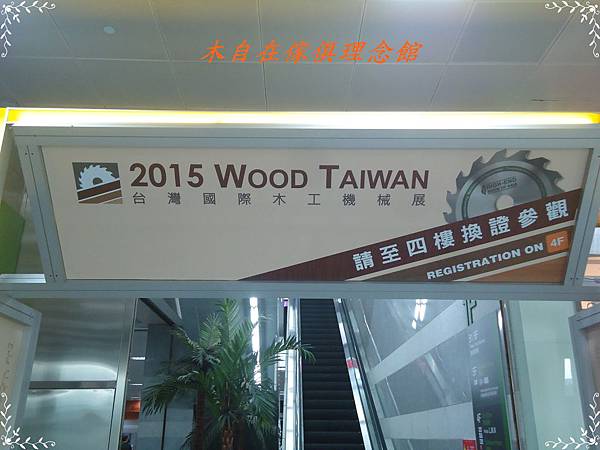 木自在傢俱理念館
2015 WOOD TAIWAN
台灣國際木工機械展
請至四樓換證參觀
REGISTRATION ON 4F